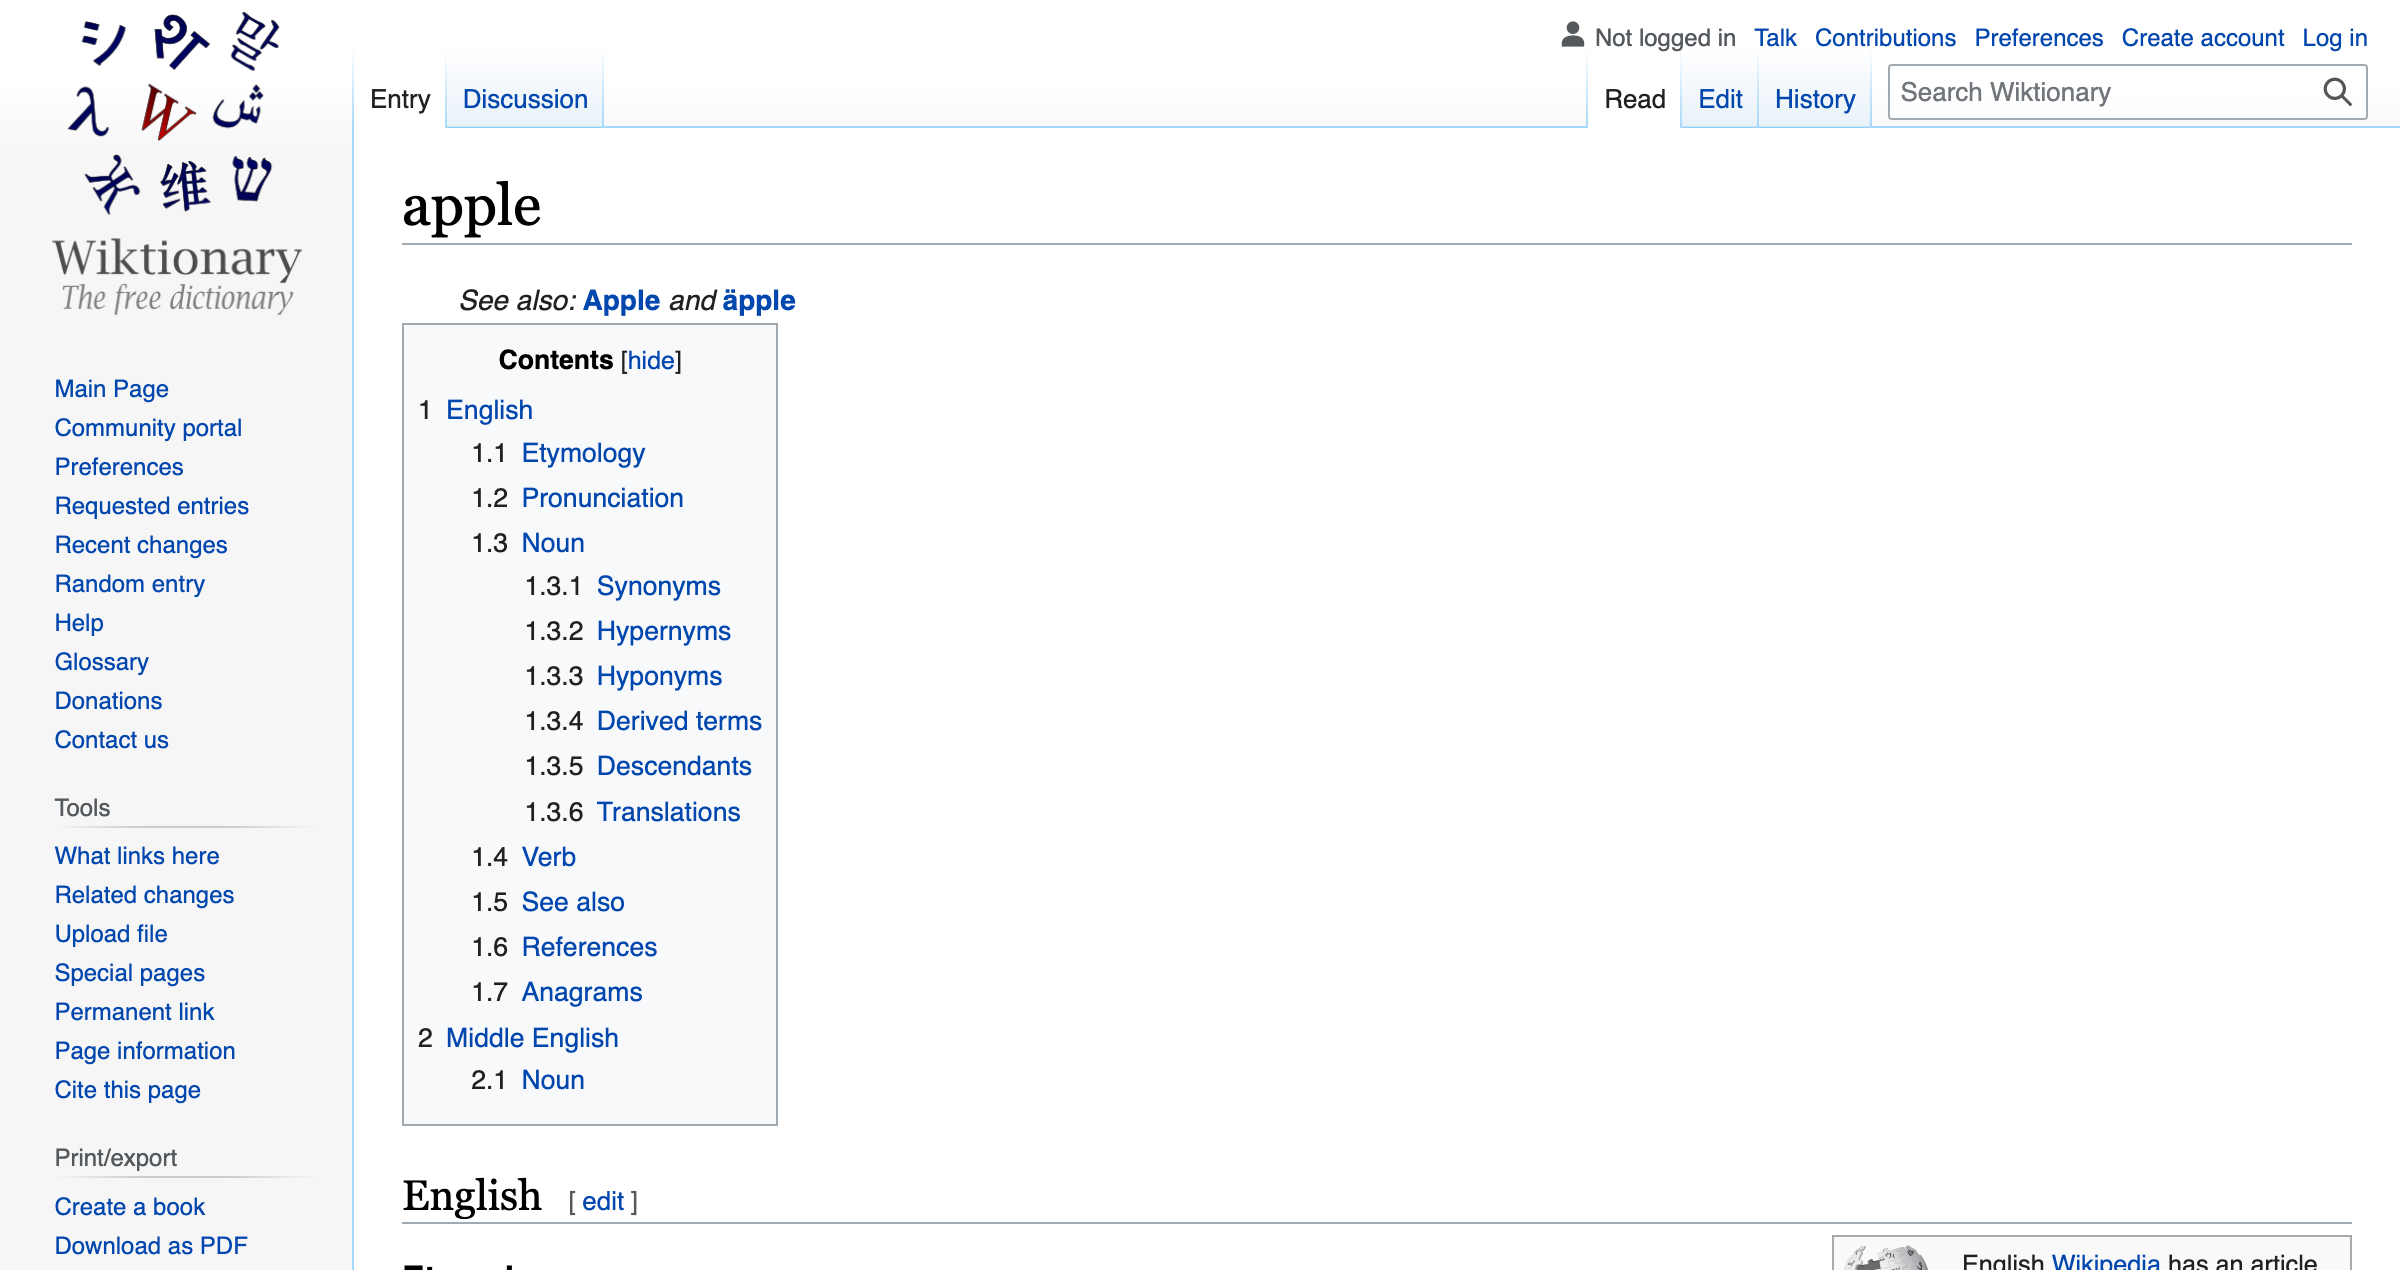 シ
말
λ W ش
维 ש
Wiktionary
The free dictionary
Main Page
Community portal
Preferences
Requested entries
Recent changes
Random entry
Help
Glossary
Donations
Contact us
Tools
What links here
Related changes
Upload file
Special pages
Permanent link
Page information
Cite this page
Print/export
Create a book
Download as PDF
Not logged in Talk Contributions Preferences Create account Log in
Entry Discussion Read Edit History Search Wiktionary
apple
See also: Apple and äpple
Contents [hide]
1 English
1.1 Etymology
1.2 Pronunciation
1.3 Noun
1.3.1 Synonyms
1.3.2 Hypernyms
1.3.3 Hyponyms
1.3.4 Derived terms
1.3.5 Descendants
1.3.6 Translations
1.4 Verb
1.5 See also
1.6 References
1.7 Anagrams
2 Middle English
2.1 Noun
English [ edit ]
English Wikipedia has an article